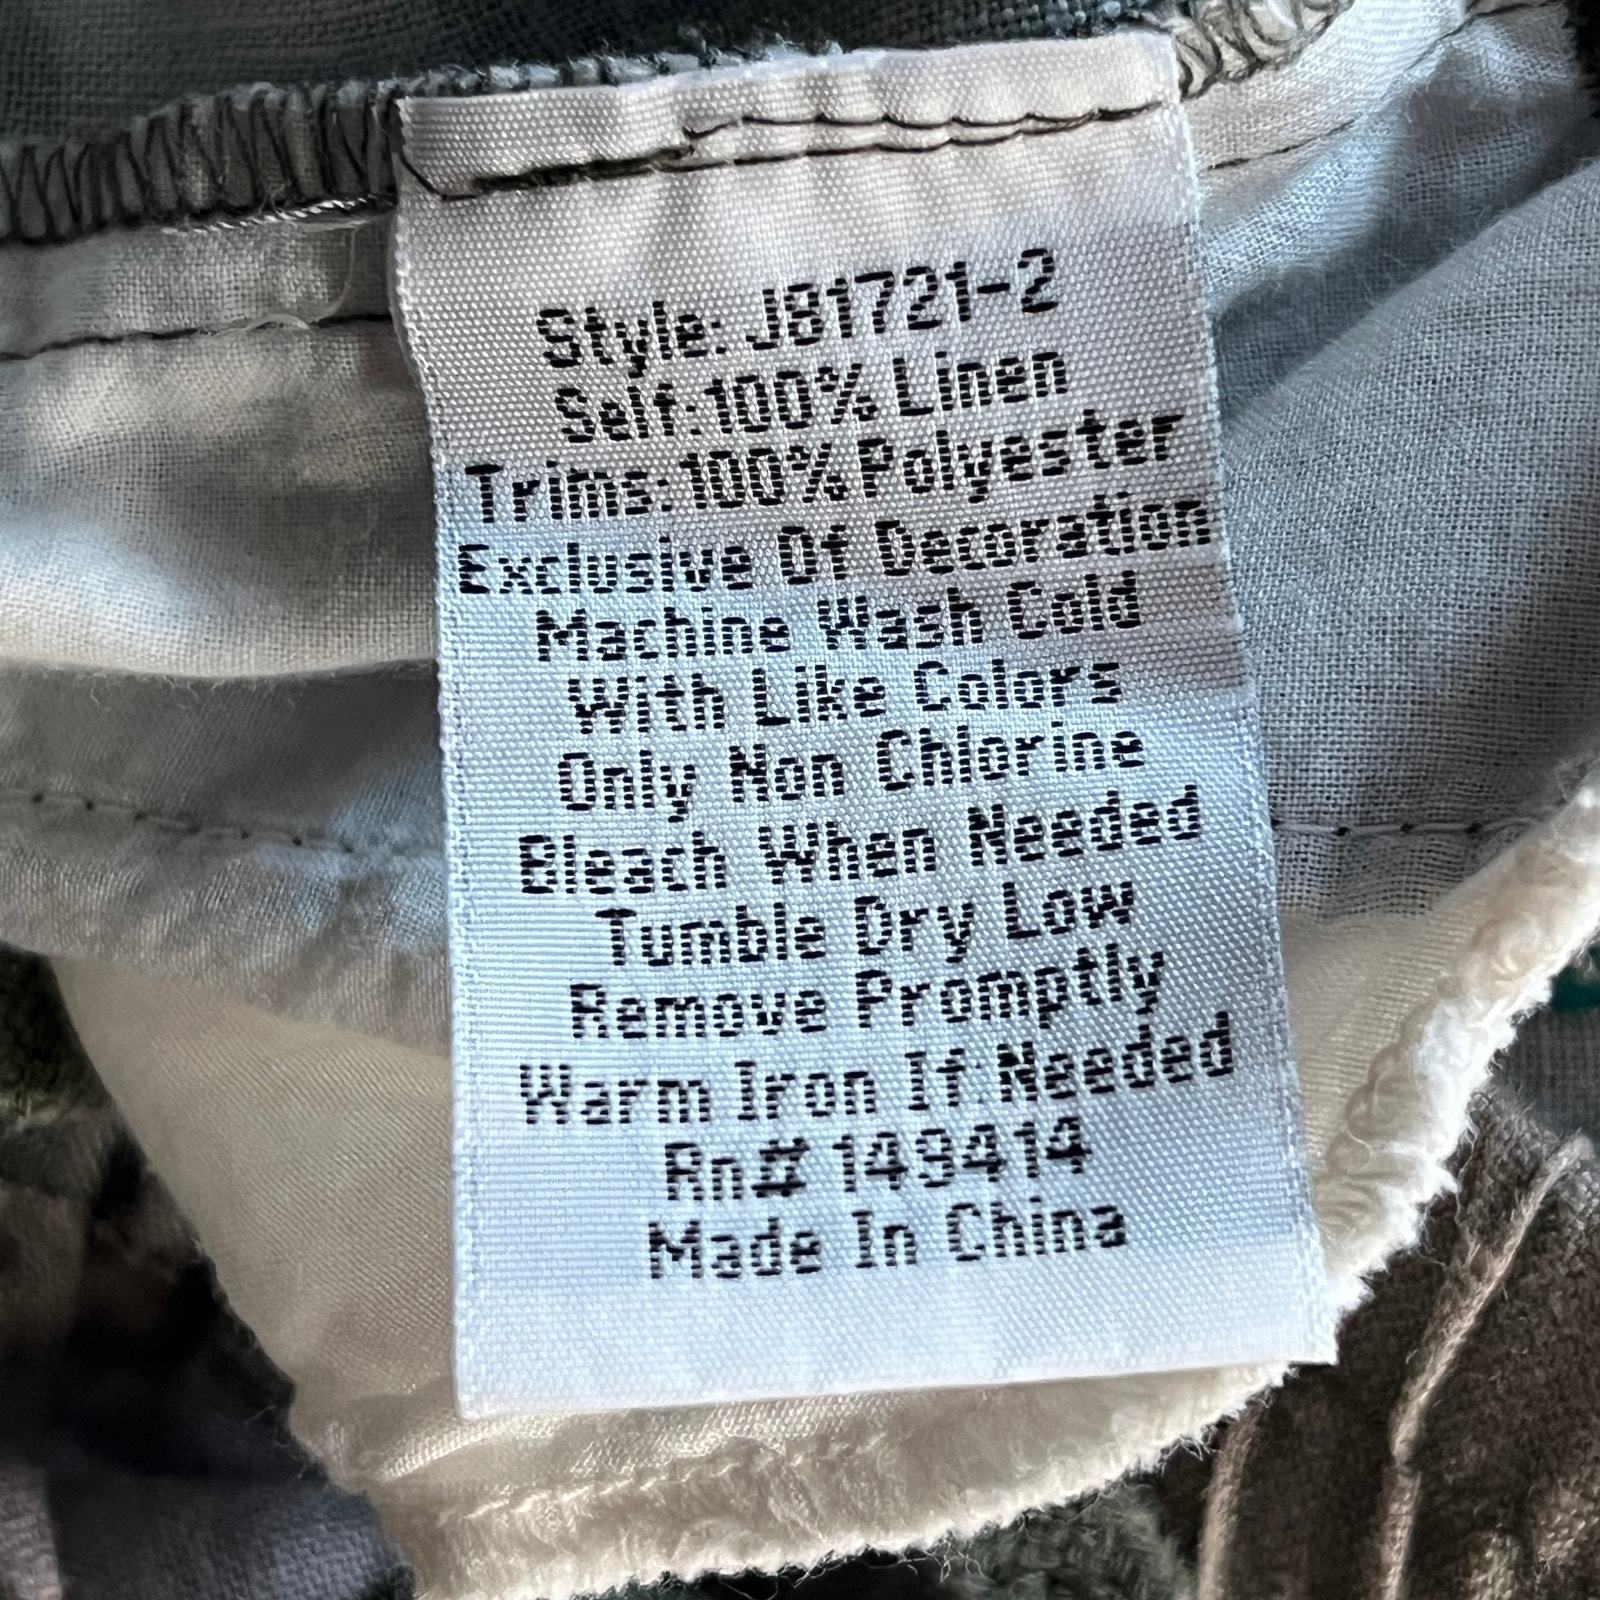 Style: J81721-2
Self:100% Linen
Trims:100% Polyester
Exclusive Of Decoration
Machine Wash Cold
With Like Colors
Only Non Chlorine
Bleach When Needed
Tumble Dry Low
Remove Promptly
Warm Iron If Needed
Rn# 149414
Made In China